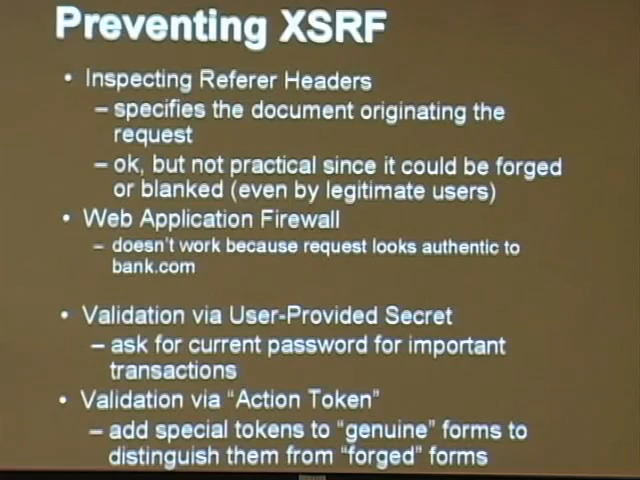 Preventing XSRF
• Inspecting Referer Headers
– specifies the document originating the
request
– ok, but not practical since it could be forged
or blanked (even by legitimate users)
• Web Application Firewall
– doesn't work because request looks authentic to
bank.com
• Validation via User-Provided Secret
– ask for current password for important
transactions
• Validation via “Action Token”
– add special tokens to “genuine” forms to
distinguish them from “forged” forms